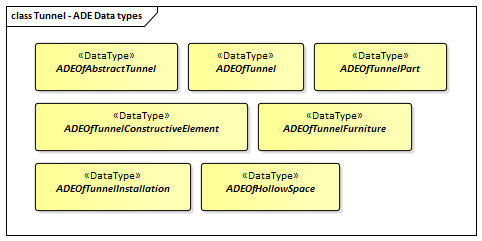 class Tunnel - ADE Data types
«DataType» «DataType» «DataType»
ADEOfAbstractTunnel ADEOfTunnel ADEOfTunnelPart
«DataType» «DataType»
ADEOfTunnelConstructiveElement ADEOfTunnelFurniture
«DataType» «DataType»
ADEOfTunnelInstallation ADEOfHollowSpace